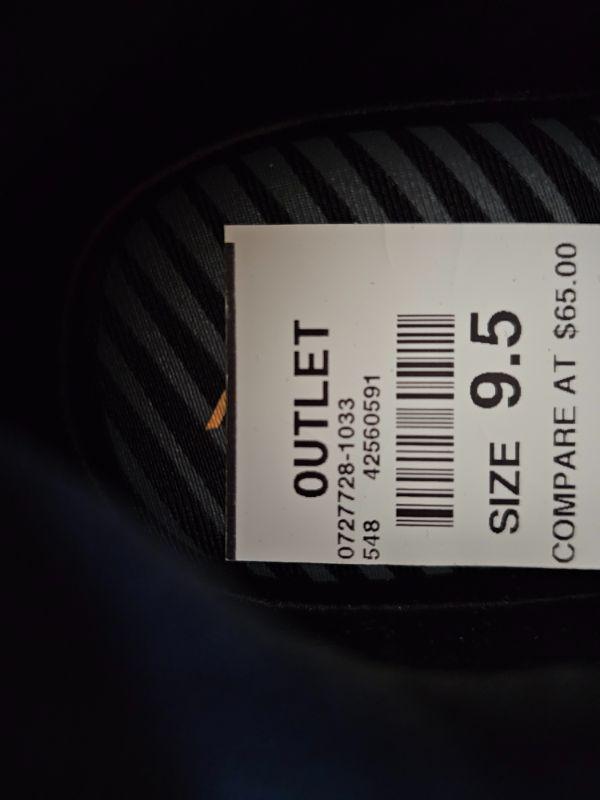 OUTLET
0727728-1033
548 42560591
SIZE 9.5
COMPARE AT $65.00